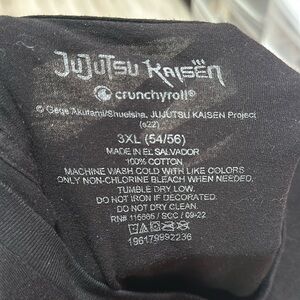 JUJUTSU KAISEN
crunchyroll®
© Gege Akutami/Shueisha, JUJUTSU KAISEN Project
3XL (54/56)
MADE IN EL SALVADOR
100% COTTON
MACHINE WASH COLD WITH LIKE COLORS
ONLY NON-CHLORINE BLEACH WHEN NEEDED.
TUMBLE DRY LOW.
DO NOT IRON IF DECORATED.
DO NOT DRY CLEAN.
RN# 115665 / SCC / 09-22
196179992236